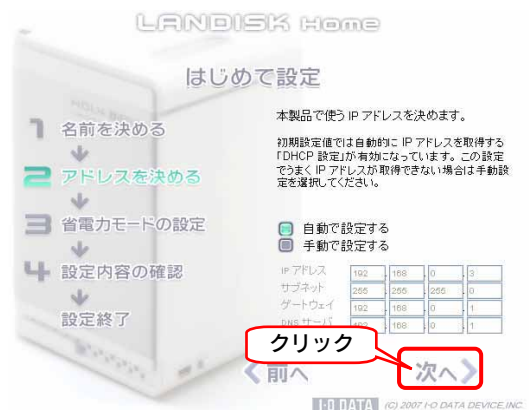 LANDISK Home
はじめて設定
1 名前を決める
2 アドレスを決める
3 省電力モードの設定
4 設定内容の確認
設定終了
本製品で使う IP アドレスを決めます。
初期設定値では自動的に IP アドレスを取得する
「DHCP 設定」が有効になっています。この設定
でうまく IP アドレスが取得できない場合は手動設
定を選択してください。
自動で設定する
手動で設定する
IP アドレス 192 . 168 . 0 . 3
サブネット 255 . 255 . 255 . 0
ゲートウェイ 192 . 168 . 0 . 1
DNS サーバ 192 . 168 . 0 . 1
クリック
前へ
次へ
I-O DATA (C) 2007 I-O DATA DEVICE,INC